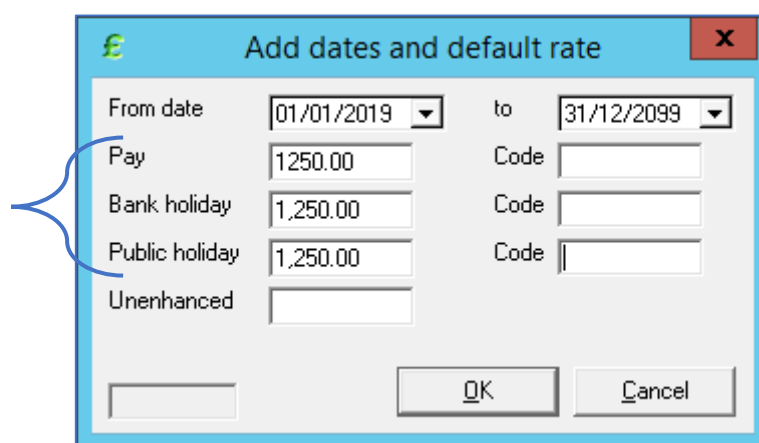 £ Add dates and default rate x
From date 01/01/2019 to 31/12/2099
Pay 1250.00 Code
Bank holiday 1,250.00 Code
Public holiday 1,250.00 Code
Unenhanced
OK Cancel